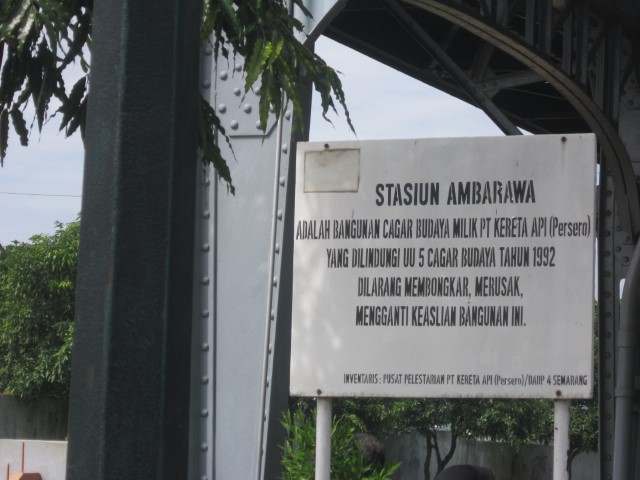 STASIUN AMBARAWA
ADALAH BANGUNAN CAGAR BUDAYA MILIK PT KERETA API (Persero)
YANG DILINDUNGI UU 5 CAGAR BUDAYA TAHUN 1992
DILARANG MEMBONGKAR, MERUSAK,
MENGGANTI KEASLIAN BANGUNAN INI.
INVENTARIS : PUSAT PELESTARIAN PT KERETA API (Persero)/DAOP 4 SEMARANG